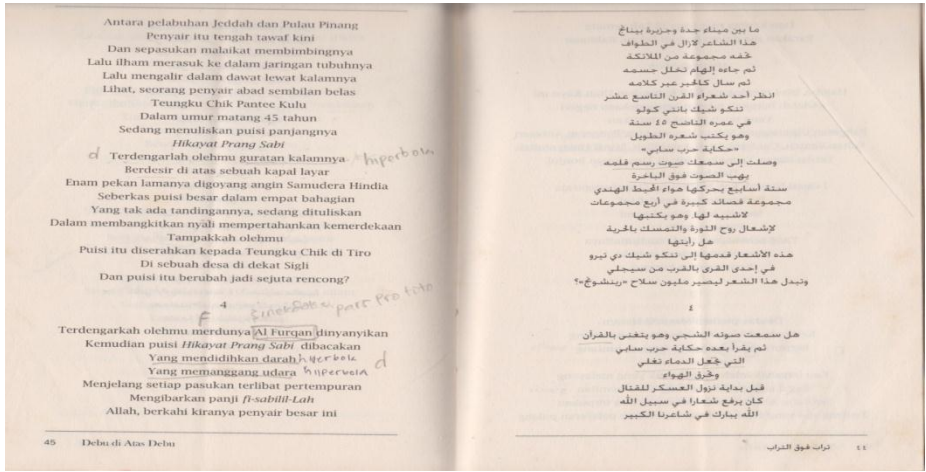 Antara pelabuhan Jeddah dan Pulau Pinang
Penyair itu tengah tawaf kini
Dan sepasukan malaikat membimbingnya
Lalu ilham merasuk ke dalam jaringan tubuhnya
Lalu mengalir dalam dawat lewat kalamnya
Lihat, seorang penyair abad sembilan belas
Teungku Chik Pantee Kulu
Dalam umur matang 45 tahun
Sedang menuliskan puisi panjangnya
Hikayat Prang Sabi
d Terdengarlah olehmu guratan kalamnya hiperbola
Berdesir di atas sebuah kapal layar
Enam pekan lamanya digoyang angin Samudera Hindia
Seberkas puisi besar dalam empat bahagian
Yang tak ada tandingannya, sedang dituliskan
Dalam membangkitkan nyali mempertahankan kemerdekaan
Tampakkah olehmu
Puisi itu diserahkan kepada Teungku Chik di Tiro
Di sebuah desa di dekat Sigli
Dan puisi itu berubah jadi sejuta rencong?
4
pars pro toto
F
Terdengarkah olehmu merdunya Al Furqan dinyanyikan
Kemudian puisi Hikayat Prang Sabi dibacakan
Yang mendidihkan darah hiperbola
Yang memanggang udara d
Menjelang setiap pasukan terlibat pertempuran
Mengibarkan panji fi-sabilil-Lah
Allah, berkahi kiranya penyair besar ini
45 Debu di Atas Debu
ما بين ميناء جدة وجزيرة بينانج
هذا الشاعر لازال في الطواف
تحفه مجموعة من الملائكة
ثم جاءه إلهام تخلل جسمه
ثم سال كالحبر عبر كلامه
انظر أحد شعراء القرن التاسع عشر
تنكو شيك بانتي كولو
في عمره الناضج ٤٥ سنة
وهو يكتب شعره الطويل
«حكاية حرب سابي»
وصلت إلى سمعك صوت رسم قلمه
يهب الصوت فوق الباخرة
ستة أسابيع يحركها هواء المحيط الهندي
مجموعة قصائد كبيرة في أربع مجموعات
لاشبيه لها. وهو يكتبها
لإشعال روح الثورة والتمسك بالحرية
هل رأيتها
هذه الأشعار قدمها إلى تنكو شيك دي تيرو
في إحدى القرى بالقرب من سيجلي
وتبدل هذا الشعر ليصير مليون سلاح «رينشونج»؟
٤
هل سمعت صوته الشجي وهو يتغنى بالقرآن
ثم يقرأ بعده حكاية حرب سابي
التي تجعل الدماء تغلي
وتحرق الهواء
قبل بداية نزول العسكر للقتال
كان يرفع شعارا في سبيل الله
الله يبارك في شاعرنا الكبير
تراب فوق التراب ٤٤